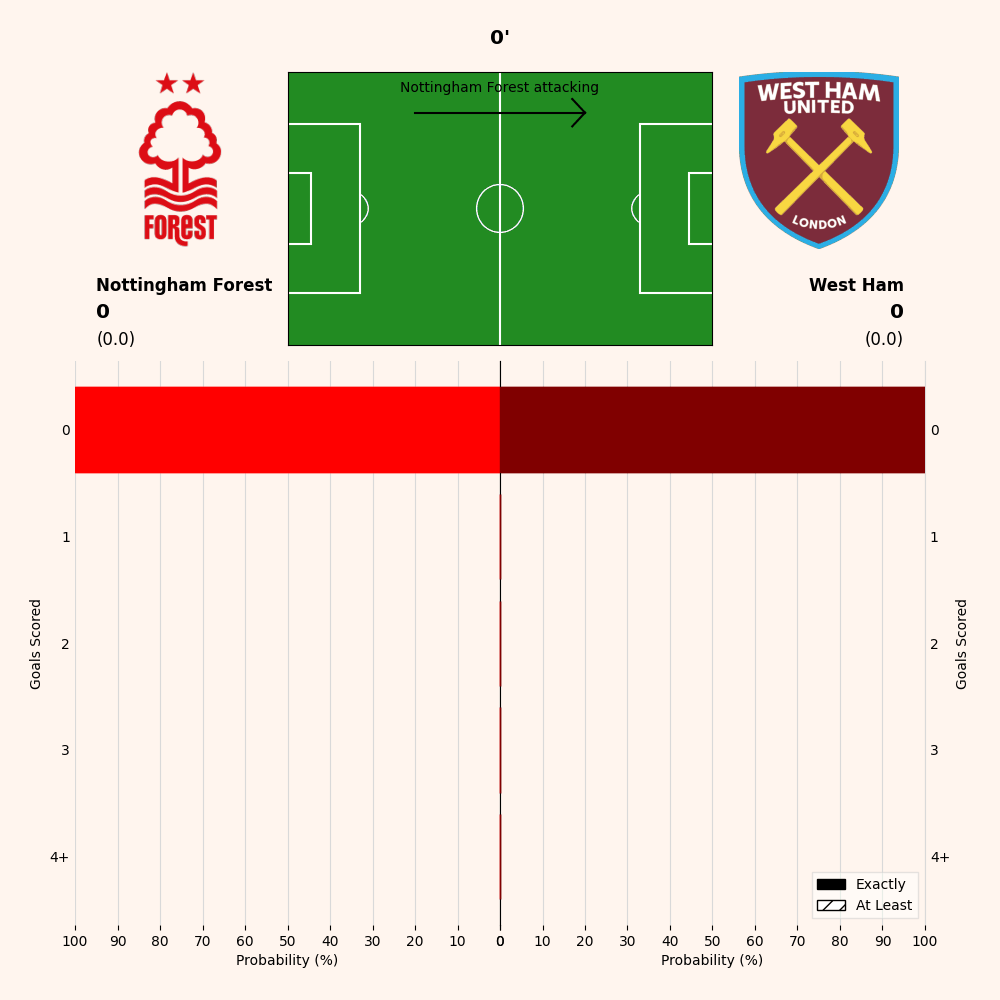 0'
Nottingham Forest attacking
FOREST
WEST HAM
UNITED
LONDON
Nottingham Forest
0
(0.0)
West Ham
0
(0.0)
0
1
2
3
4+
Goals Scored
0
1
2
3
4+
Goals Scored
Exactly
At Least
100 90 80 70 60 50 40 30 20 10 0 10 20 30 40 50 60 70 80 90 100
Probability (%)
Probability (%)